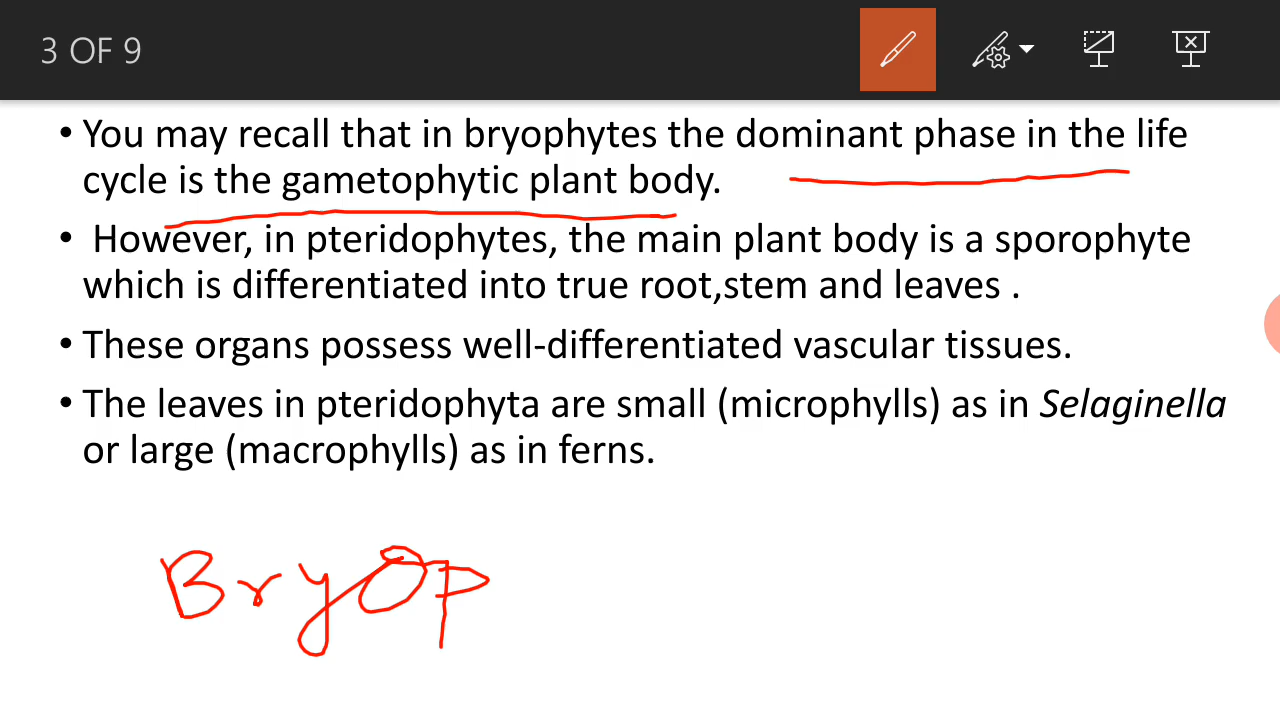 3 OF 9
• You may recall that in bryophytes the dominant phase in the life
cycle is the gametophytic plant body.
• However, in pteridophytes, the main plant body is a sporophyte
which is differentiated into true root,stem and leaves .
• These organs possess well-differentiated vascular tissues.
• The leaves in pteridophyta are small (microphylls) as in Selaginella
or large (macrophylls) as in ferns.
BryOp